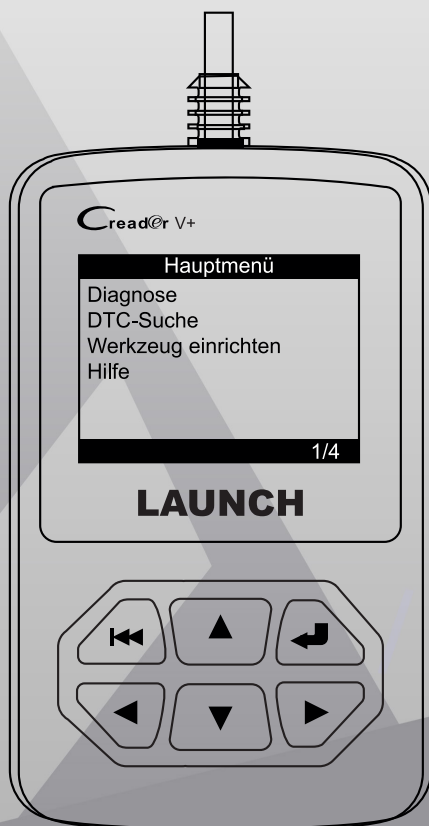 Creader V+
Hauptmenü
Diagnose
DTC-Suche
Werkzeug einrichten
Hilfe
1/4
LAUNCH